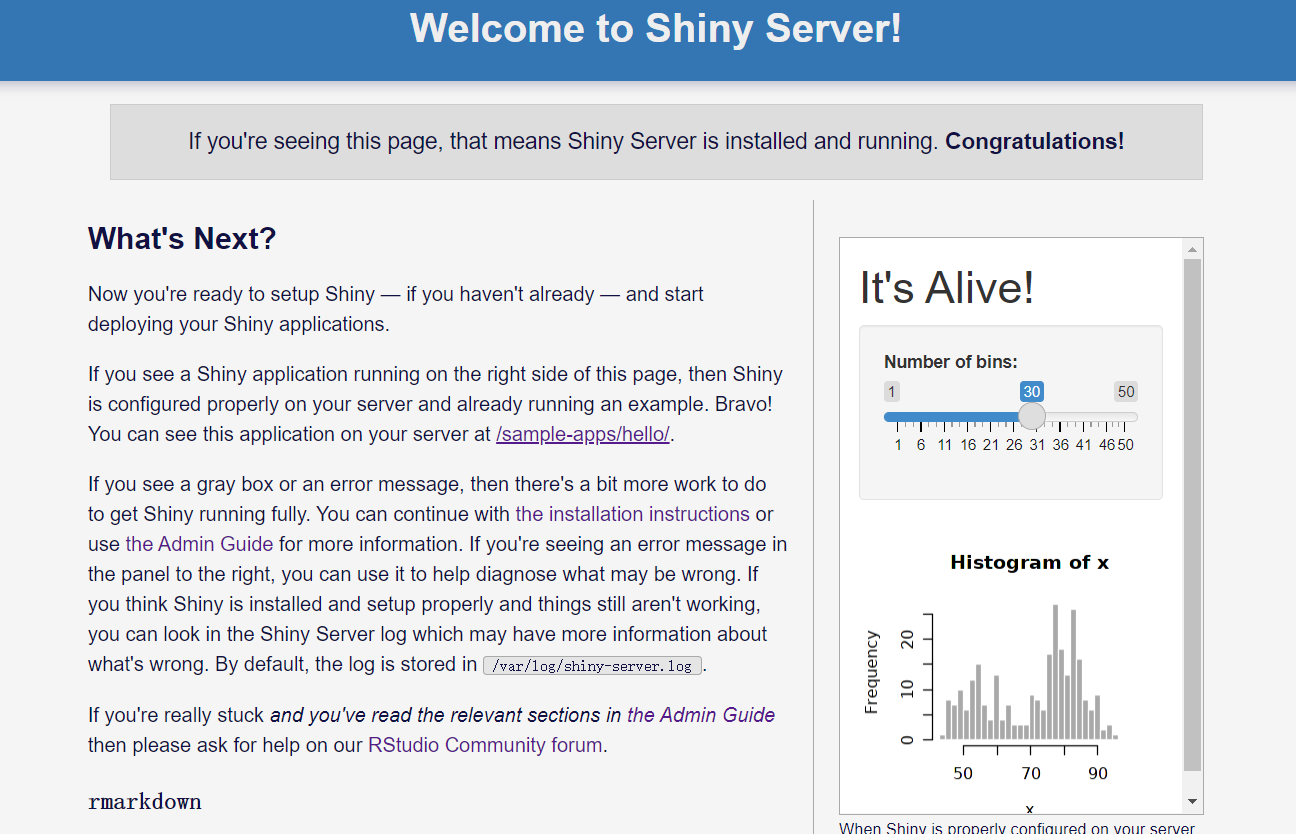 Welcome to Shiny Server!
If you're seeing this page, that means Shiny Server is installed and running. Congratulations!
What's Next?
Now you're ready to setup Shiny — if you haven't already — and start
deploying your Shiny applications.
If you see a Shiny application running on the right side of this page, then Shiny
is configured properly on your server and already running an example. Bravo!
You can see this application on your server at /sample-apps/hello/.
If you see a gray box or an error message, then there's a bit more work to do
to get Shiny running fully. You can continue with the installation instructions or
use the Admin Guide for more information. If you're seeing an error message in
the panel to the right, you can use it to help diagnose what may be wrong. If
you think Shiny is installed and setup properly and things still aren't working,
you can look in the Shiny Server log which may have more information about
what's wrong. By default, the log is stored in /var/log/shiny-server.log.
If you're really stuck and you've read the relevant sections in the Admin Guide
then please ask for help on our RStudio Community forum.
rmarkdown
It's Alive!
Number of bins:
1 30 50
1 6 11 16 21 26 31 36 41 46 50
Histogram of x
Frequency
20
10
0
50 70 90
x
When Shiny is properly configured on your server